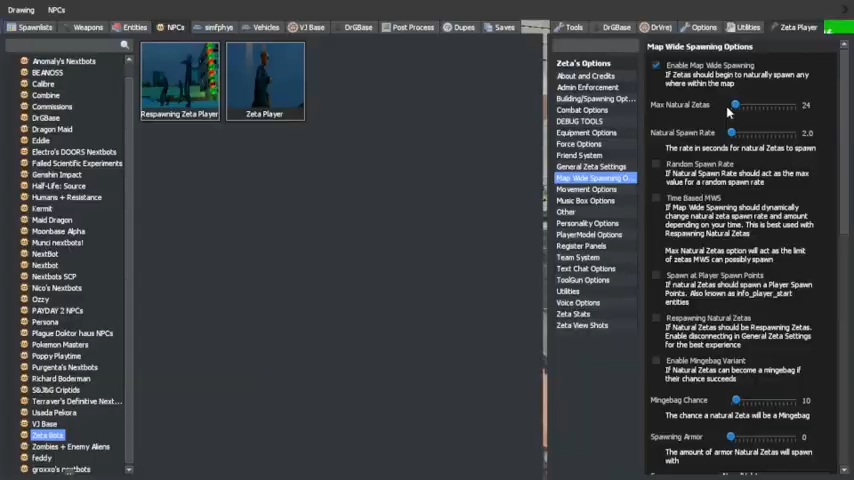 Drawing NPCs
Spawnlists Weapons Entities NPCs simfphys Vehicles VJ Base DrGBase Post Process Dupes Saves
Tools DrGBase DrVrej Options Utilities Zeta Player
Anomaly's Nextbots
BEANOSS
Calibre
Combine
Commissions
DrGBase
Dragon Maid
Eddie
Electro's DOORS Nextbots
Failed Scientific Experiments
Genshin Impact
Half-Life: Source
Humans + Resistance
Kermit
Maid Dragon
Moonbase Alpha
Munci nextbots!
NextBot
Nextbot
Nextbots SCP
Nico's Nextbots
Ozzy
PAYDAY 2 NPCs
Persona
Plague Doktor haus NPCs
Pokemon Masters
Poppy Playtime
Purgenta's Nextbots
Richard Boderman
S&J&G Criptids
Terraver's Definitive Next...
Usada Pekora
VJ Base
Zeta Bots
Zombies + Enemy Aliens
feddy
groxxo's nextbots
Respawning Zeta Player
Zeta Player
Zeta's Options
About and Credits
Admin Enforcement
Building/Spawning Opt...
Combat Options
DEBUG TOOLS
Equipment Options
Force Options
Friend System
General Zeta Settings
Map Wide Spawning O...
Movement Options
Music Box Options
Other
Personality Options
PlayerModel Options
Register Panels
Team System
Text Chat Options
ToolGun Options
Utilities
Voice Options
Zeta Stats
Zeta View Shots
Map Wide Spawning Options
Enable Map Wide Spawning
If Zetas should begin to naturally spawn any
where within the map
Max Natural Zetas 24
Natural Spawn Rate 2.0
The rate in seconds for natural Zetas to spawn
Random Spawn Rate
If Natural Spawn Rate should act as the max
value for a random spawn rate
Time Based MWS
If Map Wide Spawning should dynamically
change natural zeta spawn rate and amount
depending on your time. This is best used with
Respawning Natural Zetas
Max Natural Zetas option will act as the limit
of zetas MWS can possibly spawn
Spawn at Player Spawn Points
If natural Zetas should spawn a Player Spawn
Points. Also known as info_player_start
entities
Respawning Natural Zetas
If Natural Zetas should be Respawning Zetas.
Enable disconnecting in General Zeta Settings
for the best experience
Enable Mingebag Variant
If Natural Zetas can become a mingebag if
their chance succeeds
Mingebag Chance 10
The chance a natural Zeta will be a Mingebag
Spawning Armor 0
The amount of armor Natural Zetas will spawn
with